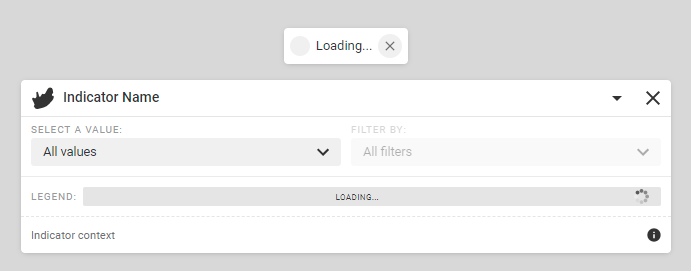 Loading...
Indicator Name
SELECT A VALUE:
FILTER BY:
All values
All filters
LEGEND:
LOADING...
Indicator context